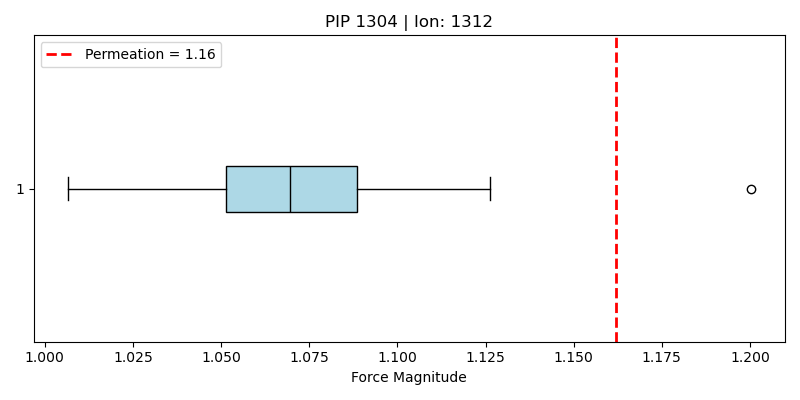 PIP 1304 | Ion: 1312
Permeation = 1.16
1
1.000 1.025 1.050 1.075 1.100 1.125 1.150 1.175 1.200
Force Magnitude